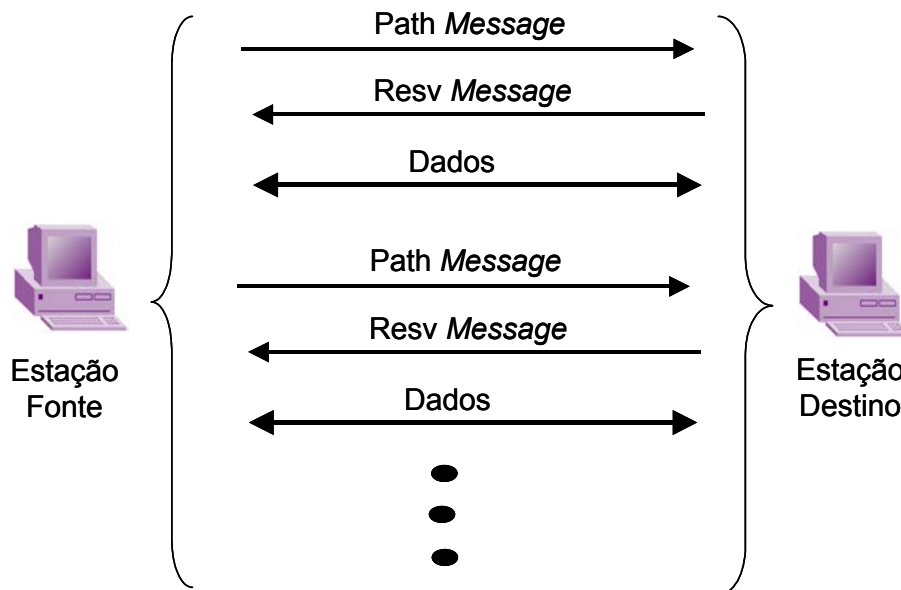 Path Message
Resv Message
Dados
Path Message
Resv Message
Dados
Estação
Fonte
Estação
Destino